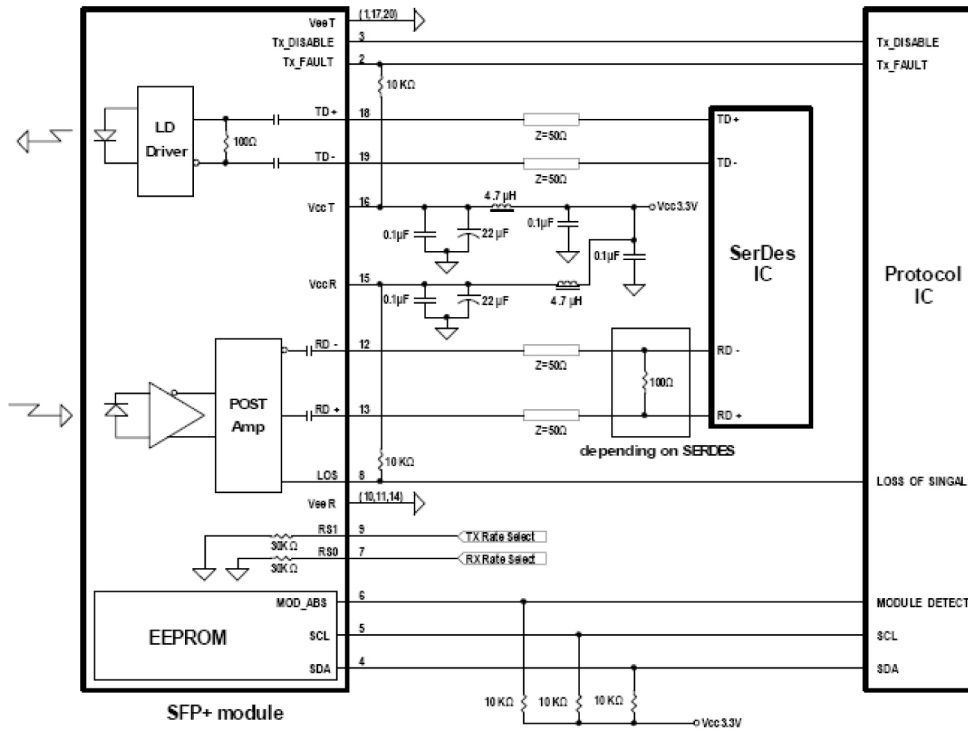 VeeT (1,17,20)
Tx_DISABLE 3 Tx_DISABLE
Tx_FAULT 2 Tx_FAULT
10 KΩ
LD
Driver
100Ω
TD+ 18 Z=50Ω TD+
TD- 19 Z=50Ω TD-
VccT 16 4.7 μH Vcc3.3V
0.1μF 22 μF 0.1μF 0.1μF
SerDes
IC
Protocol
IC
VccR 15 4.7 μH
0.1μF 22 μF
RD - 12 Z=50Ω RD -
100Ω
POST
Amp
RD + 13 Z=50Ω RD +
depending on SERDES
10 KΩ
LOS 8 LOSS OF SINGAL
VeeR (10,11,14)
RS1 9 TX Rate Select
30KΩ
RS0 7 RX Rate Select
30KΩ
MOD_ABS 6 MODULE DETECT
EEPROM
SCL 5 SCL
SDA 4 SDA
10 KΩ 10 KΩ 10 KΩ
Vcc3.3V
SFP+ module